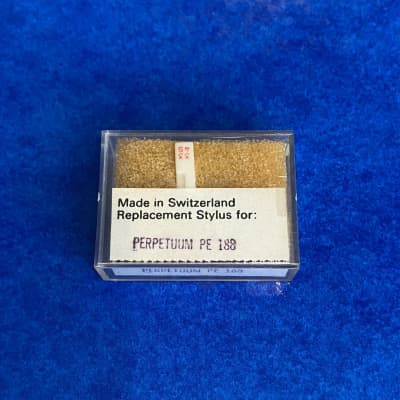 Made in Switzerland
Replacement Stylus for:
PERPETUUM PE 188
PERPETUUM PE 188